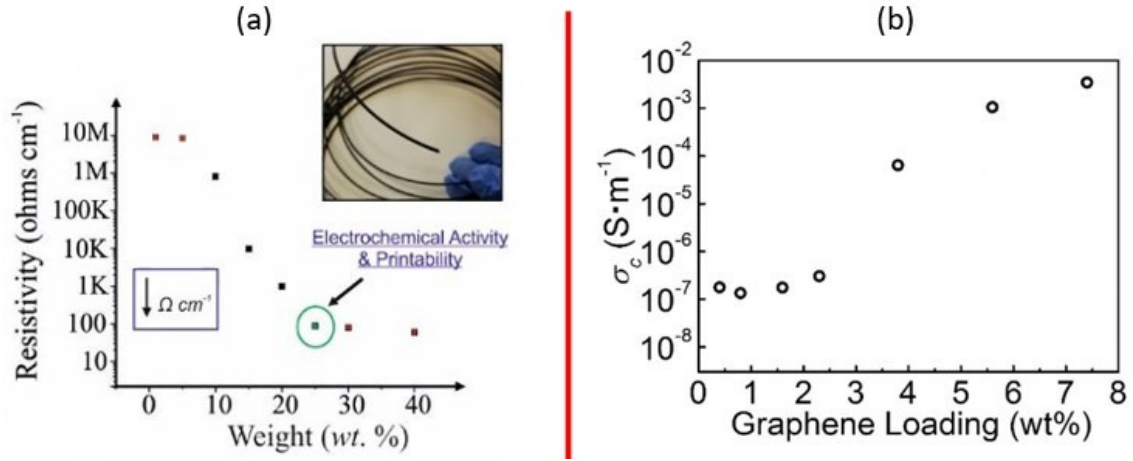 (a)
Resistivity (ohms cm⁻¹)
10M
1M
100K
10K
1K
100
10
Electrochemical Activity
& Printability
Ω cm⁻¹
0
10
20
30
40
Weight (wt. %)
(b)
σc (S·m⁻¹)
10⁻²
10⁻³
10⁻⁴
10⁻⁵
10⁻⁶
10⁻⁷
10⁻⁸
0 1 2 3 4 5 6 7 8
Graphene Loading (wt%)